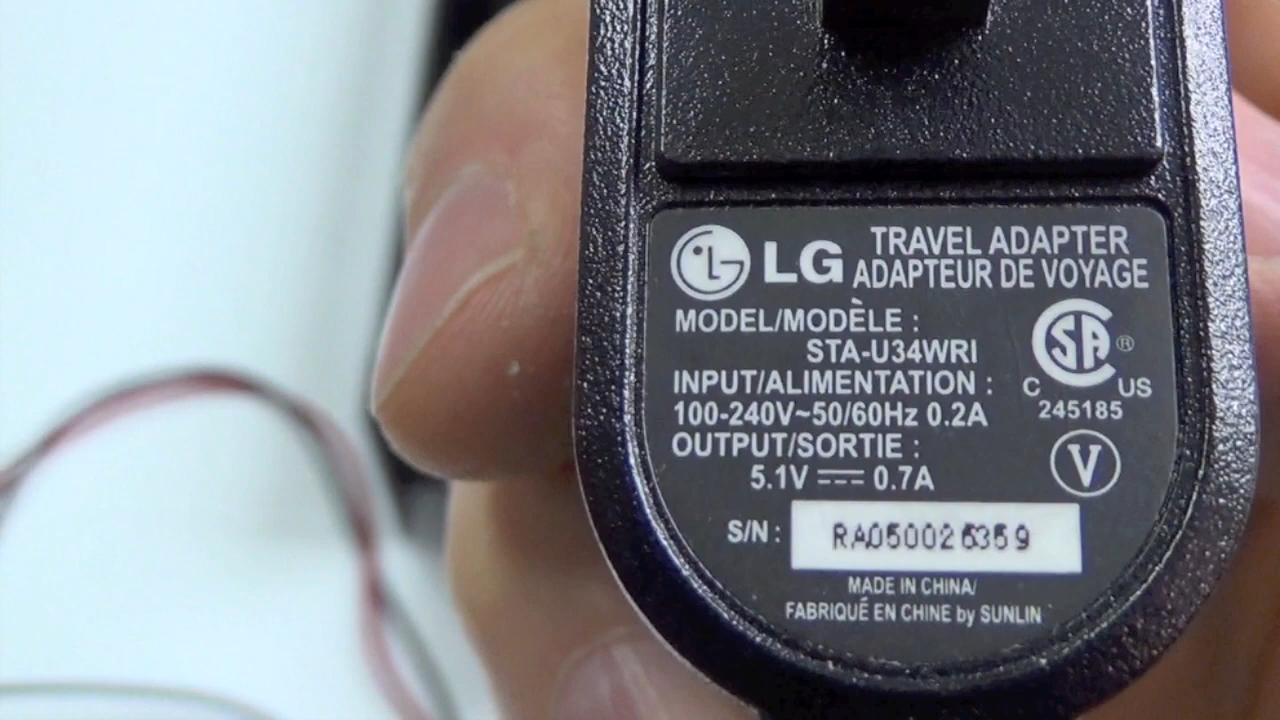 LG TRAVEL ADAPTER
ADAPTEUR DE VOYAGE
MODEL/MODÈLE :
STA-U34WRI
INPUT/ALIMENTATION :
100-240V~50/60Hz 0.2A
OUTPUT/SORTIE :
5.1V ⎓ 0.7A
SA ®
C US
245185
V
S/N : RA050026359
MADE IN CHINA/
FABRIQUÉ EN CHINE by SUNLIN